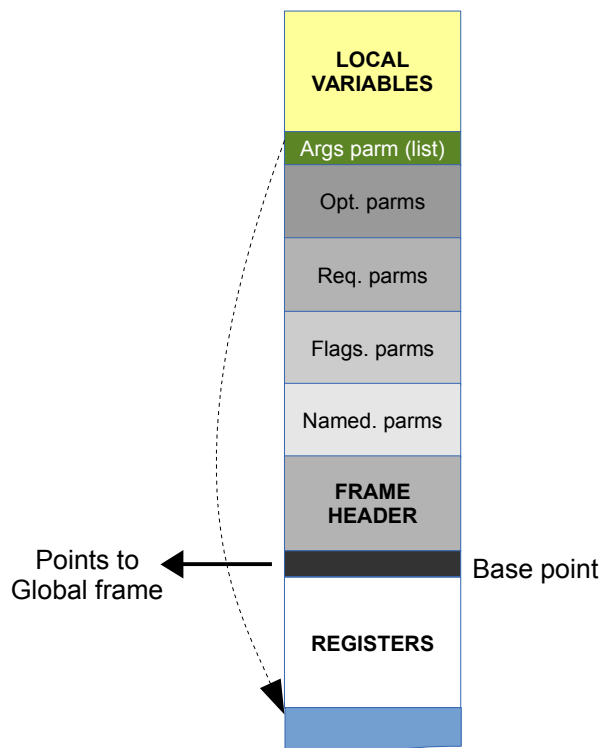 LOCAL
VARIABLES
Args parm (list)
Opt. parms
Req. parms
Flags. parms
Named. parms
FRAME
HEADER
Points to
Global frame
Base point
REGISTERS